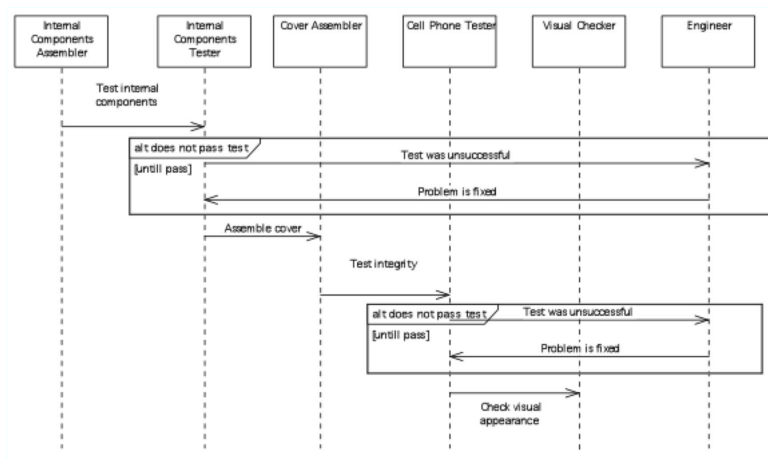 Internal
Components
Assembler
Internal
Components
Tester
Cover Assembler
Cell Phone Tester
Visual Checker
Engineer
Test internal
components
alt does not pass test
[untill pass]
Test was unsuccessful
Problem is fixed
Assemble cover
Test integrity
alt does not pass test
[untill pass]
Test was unsuccessful
Problem is fixed
Check visual
appearance